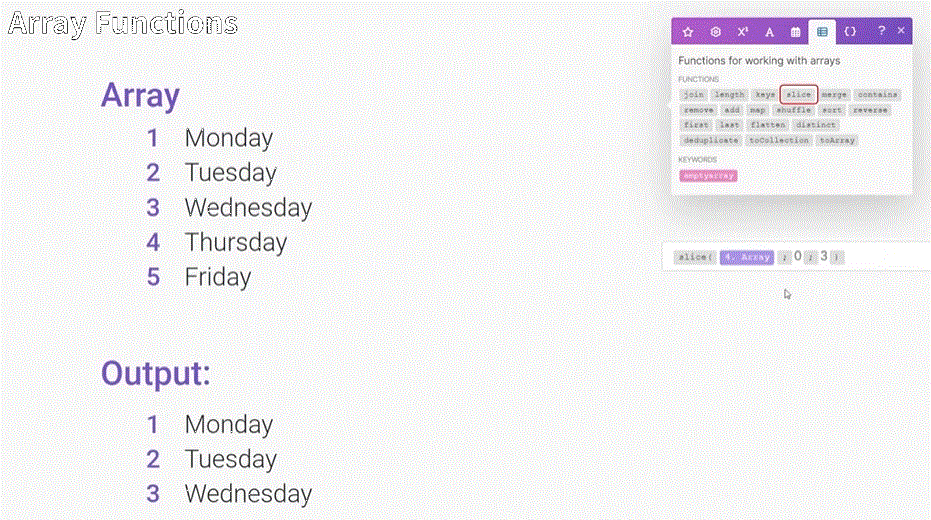 Array Functions
Array
1 Monday
2 Tuesday
3 Wednesday
4 Thursday
5 Friday
Output:
1 Monday
2 Tuesday
3 Wednesday
X¹ A { } ? ×
Functions for working with arrays
FUNCTIONS
join length keys slice merge contains
remove add map shuffle sort reverse
first last flatten distinct
deduplicate toCollection toArray
KEYWORDS
emptyarray
slice( 4. Array ; 0 ; 3 )